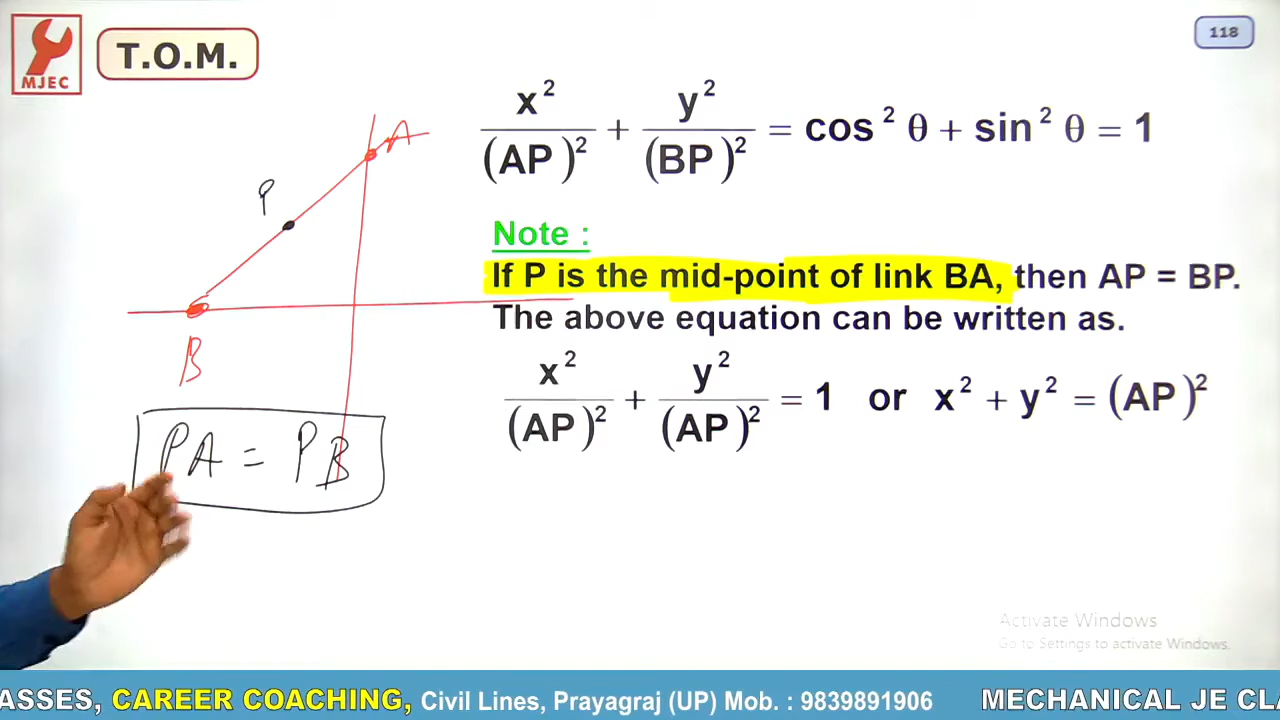 MJEC
T.O.M.
118
x²/(AP)² + y²/(BP)² = cos² θ + sin² θ = 1
Note :
If P is the mid-point of link BA, then AP = BP.
The above equation can be written as.
x²/(AP)² + y²/(AP)² = 1 or x² + y² = (AP)²
A
P
B
PA = PB
Activate Windows
Go to Settings to activate Windows.
ASSES, CAREER COACHING, Civil Lines, Prayagraj (UP) Mob. : 9839891906 MECHANICAL JE CLA